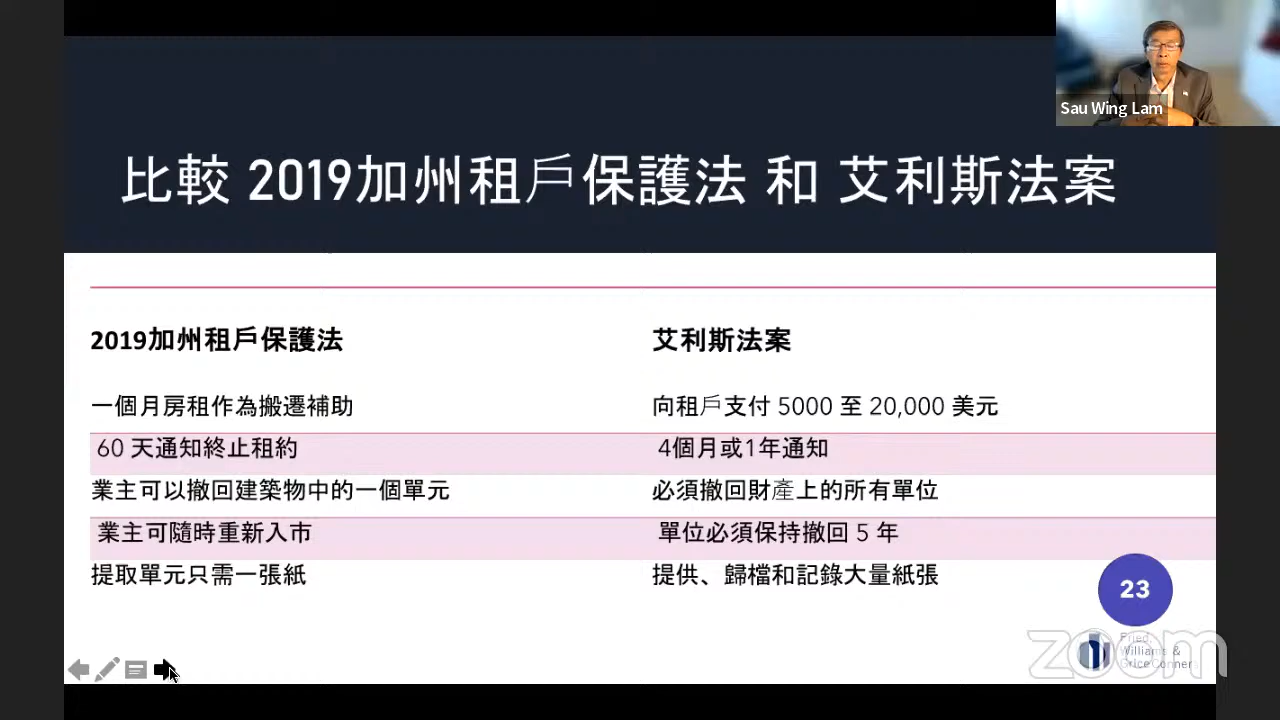 Sau Wing Lam
比較 2019加州租戶保護法 和 艾利斯法案
2019加州租戶保護法
艾利斯法案
一個月房租作為搬遷補助
向租戶支付 5000 至 20,000 美元
60 天通知終止租約
4個月或1年通知
業主可以撤回建築物中的一個單元
必須撤回財產上的所有單位
業主可隨時重新入市
單位必須保持撤回 5 年
提取單元只需一張紙
提供、歸檔和記錄大量紙張
23
zoom
Fried,
Williams &
Grice Conner